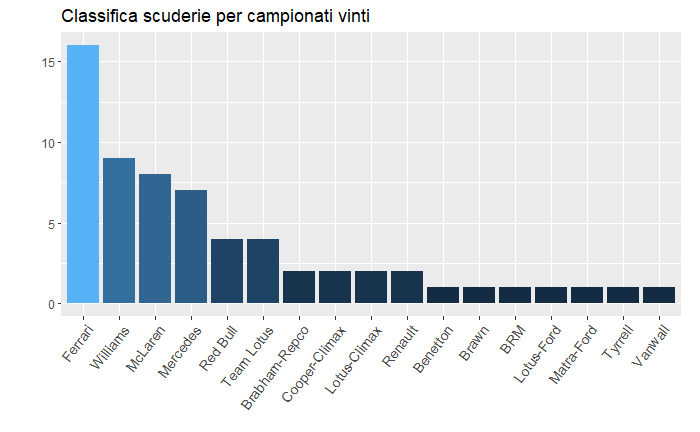 Classifica scuderie per campionati vinti
15
10
5
0
Ferrari
Williams
McLaren
Mercedes
Red Bull
Team Lotus
Brabham-Repco
Cooper-Climax
Lotus-Climax
Renault
Benetton
Brawn
BRM
Lotus-Ford
Matra-Ford
Tyrrell
Vanwall